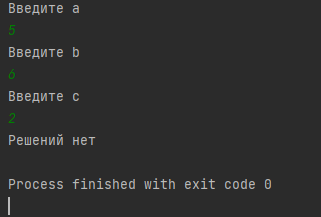 Введите a
5
Введите b
6
Введите c
2
Решений нет
Process finished with exit code 0